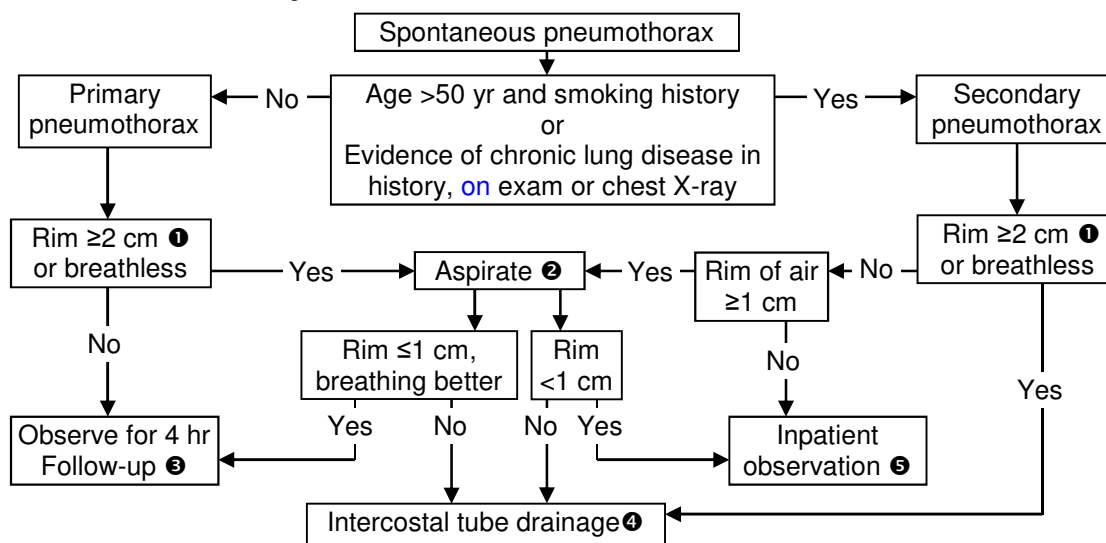 Spontaneous pneumothorax
Primary
pneumothorax
No
Age >50 yr and smoking history
or
Evidence of chronic lung disease in
history, on exam or chest X-ray
Yes
Secondary
pneumothorax
Rim ≥2 cm ❶
or breathless
Yes
Aspirate ❷
Yes
Rim of air
≥1 cm
No
Rim ≥2 cm ❶
or breathless
No
Rim ≤1 cm,
breathing better
Rim
<1 cm
No
Yes
Observe for 4 hr
Follow-up ❸
Yes
No
No
Yes
Inpatient
observation ❺
Intercostal tube drainage❹